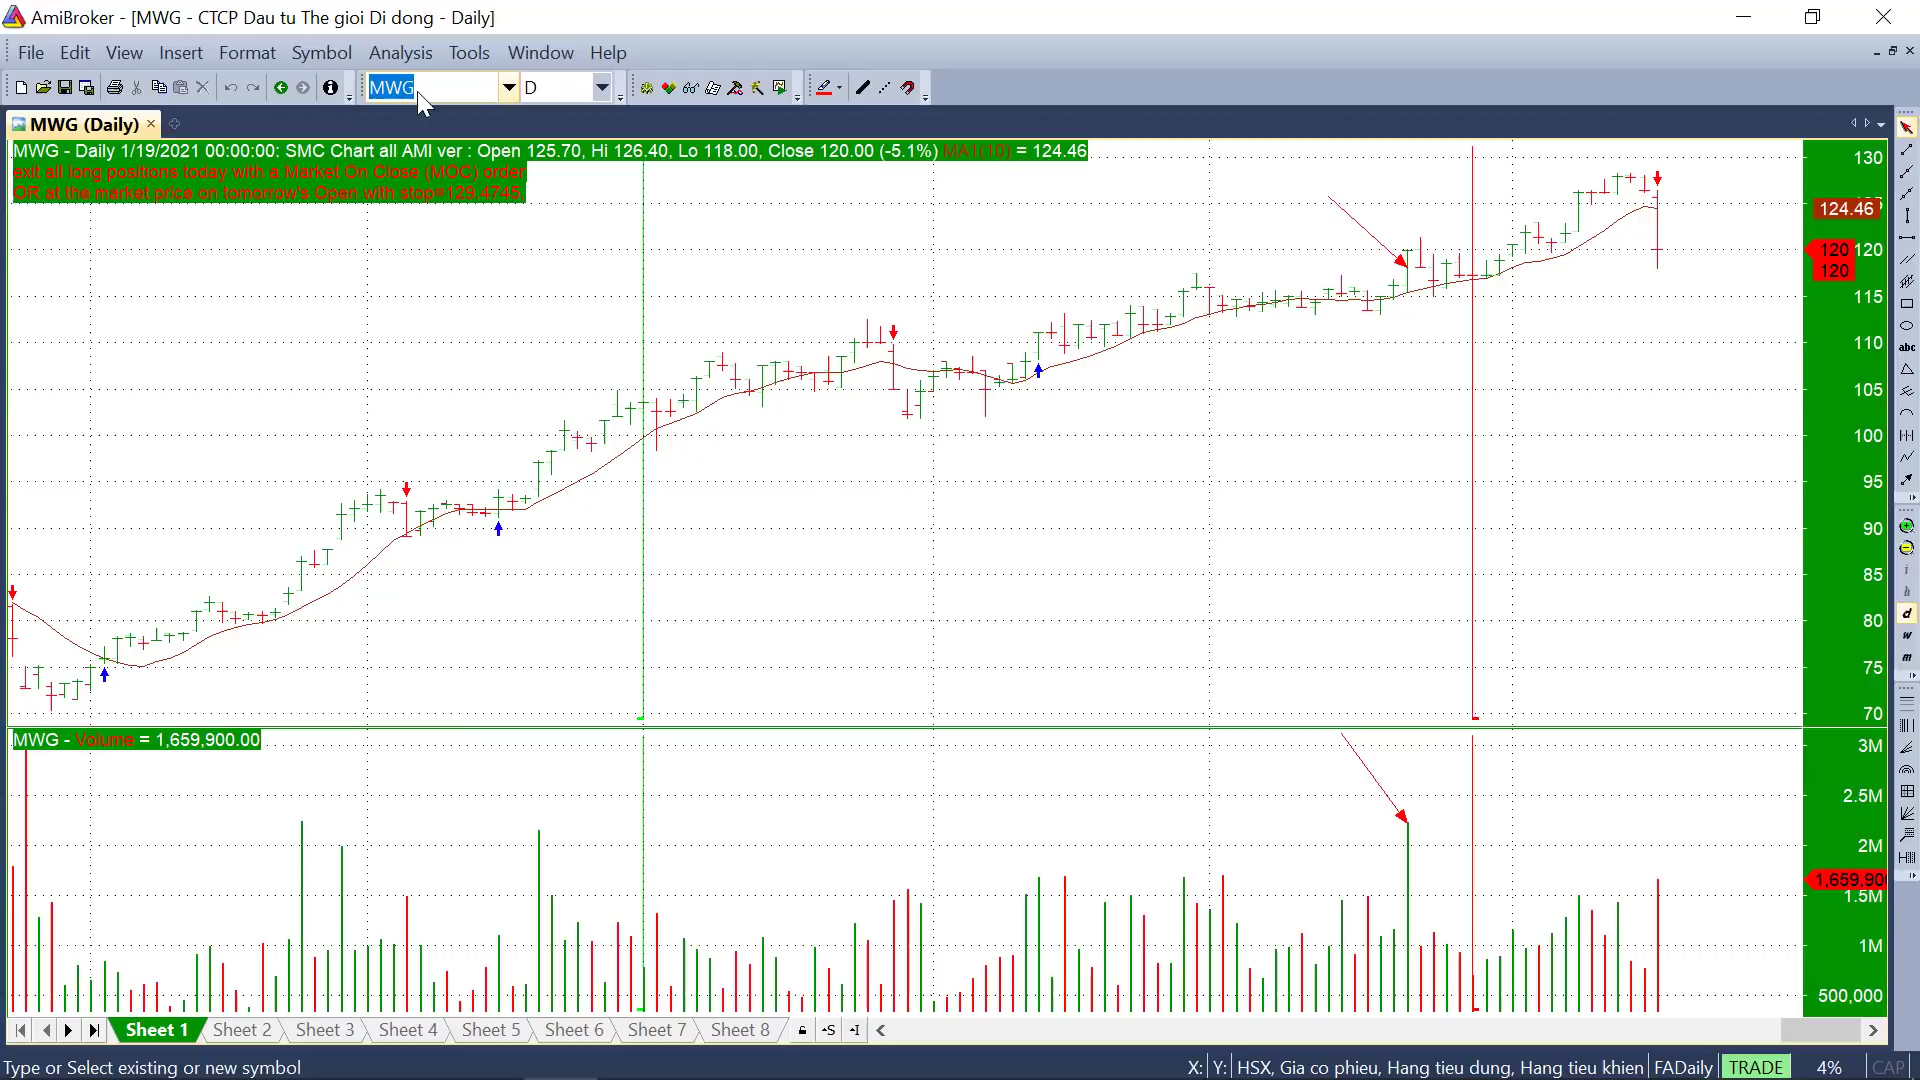 AmiBroker - [MWG - CTCP Dau tu The gioi Di dong - Daily]
File Edit View Insert Format Symbol Analysis Tools Window Help
MWG D
MWG (Daily)
MWG - Daily 1/19/2021 00:00:00: SMC Chart all AMI ver : Open 125.70, Hi 126.40, Lo 118.00, Close 120.00 (-5.1%) MA1(10) = 124.46
exit all long positions today with a Market On Close (MOC) order
OR at the market price on tomorrow's Open with stop=129.4745
130
124.46
120 120
120
115
110
105
100
95
90
85
80
75
70
abc
i
h
d
w
m
MWG - Volume = 1,659,900.00
3M
2.5M
2M
1,659,90
1.5M
1M
500,000
Sheet 1 Sheet 2 Sheet 3 Sheet 4 Sheet 5 Sheet 6 Sheet 7 Sheet 8
Type or Select existing or new symbol X: Y: HSX, Gia co phieu, Hang tieu dung, Hang tieu khien FADaily TRADE 4% CAP